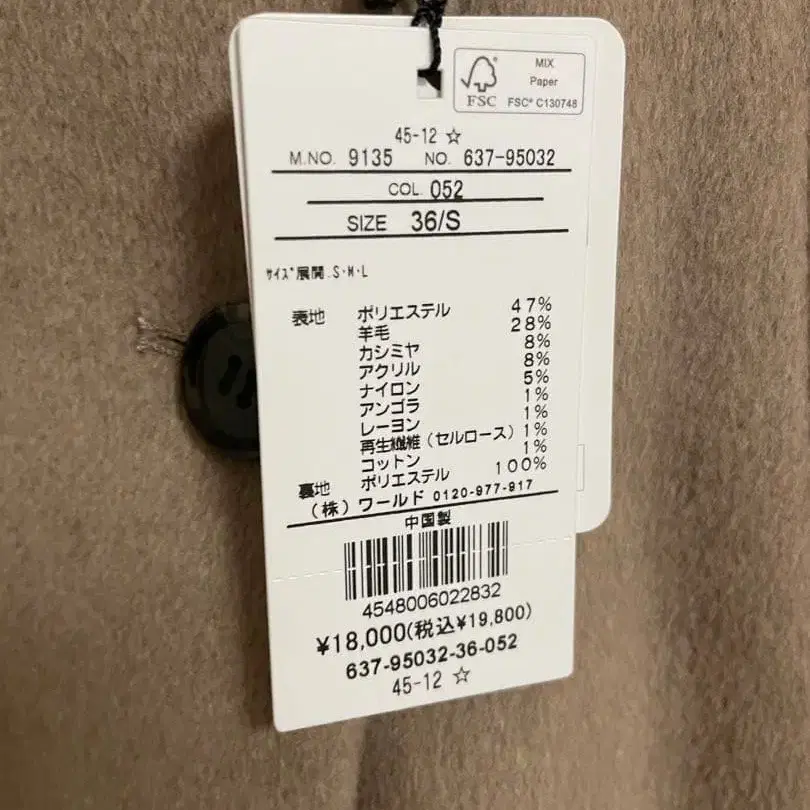 MIX
Paper
FSC
FSC® C130748
45-12 ☆
M.NO. 9135 NO. 637-95032
COL. 052
SIZE 36/S
ｻｲｽﾞ展開.S･M･L
表地 ポリエステル 47%
羊毛 28%
カシミヤ 8%
アクリル 8%
ナイロン 5%
アンゴラ 1%
レーヨン 1%
再生繊維（セルロース） 1%
コットン 1%
裏地 ポリエステル 100%
（株）ワールド 0120-977-917
中国製
4548006022832
¥18,000(税込¥19,800)
637-95032-36-052
45-12 ☆